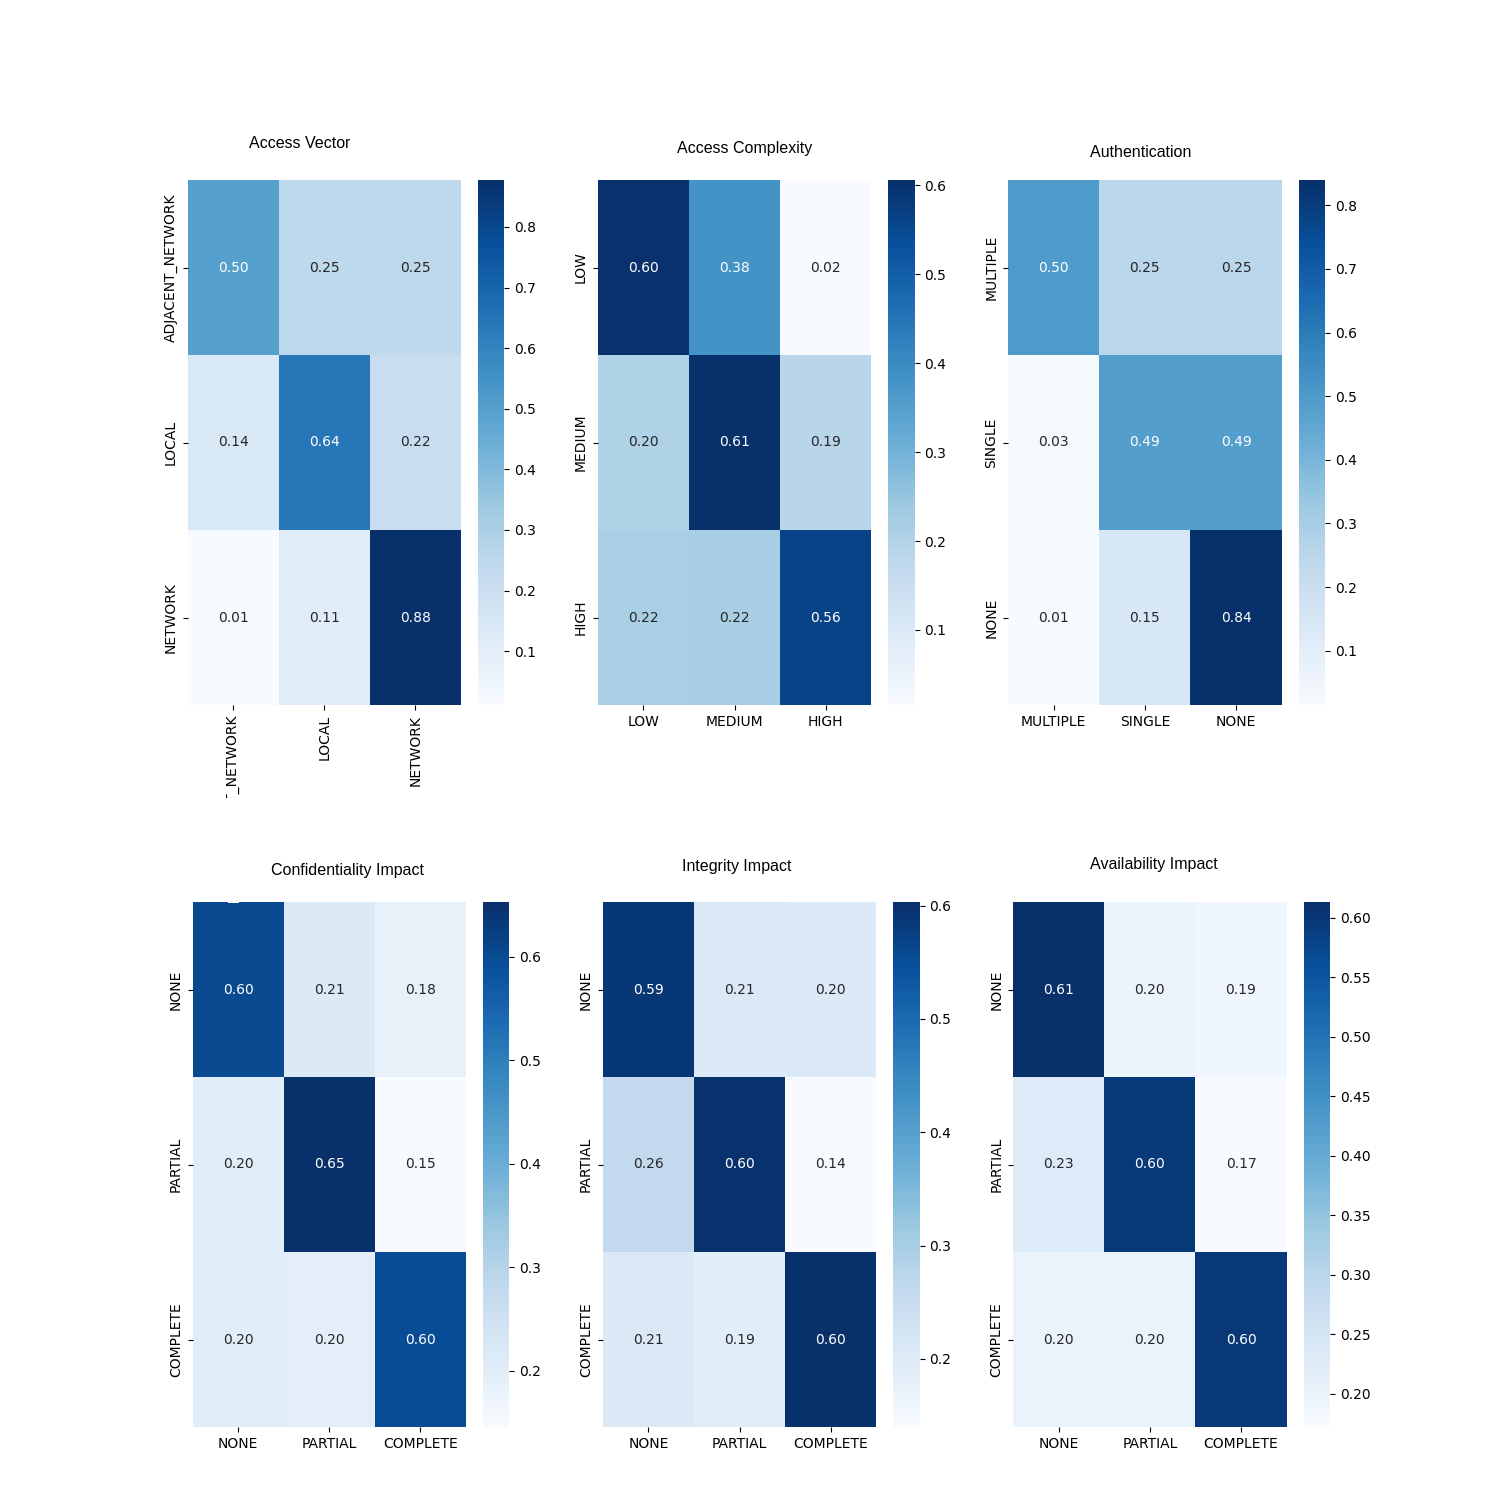 Access Vector
Access Complexity
Authentication
ADJACENT_NETWORK
0.50 0.25 0.25
LOCAL
0.14 0.64 0.22
NETWORK
0.01 0.11 0.88
T_NETWORK LOCAL NETWORK
0.8
0.7
0.6
0.5
0.4
0.3
0.2
0.1
LOW
0.60 0.38 0.02
MEDIUM
0.20 0.61 0.19
HIGH
0.22 0.22 0.56
LOW MEDIUM HIGH
0.6
0.5
0.4
0.3
0.2
0.1
MULTIPLE
0.50 0.25 0.25
SINGLE
0.03 0.49 0.49
NONE
0.01 0.15 0.84
MULTIPLE SINGLE NONE
0.8
0.7
0.6
0.5
0.4
0.3
0.2
0.1
Confidentiality Impact
Integrity Impact
Availability Impact
NONE
0.60 0.21 0.18
PARTIAL
0.20 0.65 0.15
COMPLETE
0.20 0.20 0.60
NONE PARTIAL COMPLETE
0.6
0.5
0.4
0.3
0.2
NONE
0.59 0.21 0.20
PARTIAL
0.26 0.60 0.14
COMPLETE
0.21 0.19 0.60
NONE PARTIAL COMPLETE
0.6
0.5
0.4
0.3
0.2
NONE
0.61 0.20 0.19
PARTIAL
0.23 0.60 0.17
COMPLETE
0.20 0.20 0.60
NONE PARTIAL COMPLETE
0.60
0.55
0.50
0.45
0.40
0.35
0.30
0.25
0.20